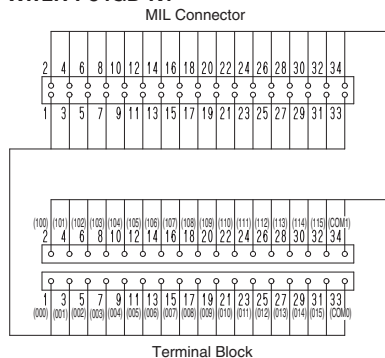 MIL Connector
2 4 6 8 10 12 14 16 18 20 22 24 26 28 30 32 34
1 3 5 7 9 11 13 15 17 19 21 23 25 27 29 31 33
(100) (101) (102) (103) (104) (105) (106) (107) (108) (109) (110) (111) (112) (113) (114) (115) (COM1)
2 4 6 8 10 12 14 16 18 20 22 24 26 28 30 32 34
1 3 5 7 9 11 13 15 17 19 21 23 25 27 29 31 33
(000) (001) (002) (003) (004) (005) (006) (007) (008) (009) (010) (011) (012) (013) (014) (015) (COM0)
Terminal Block